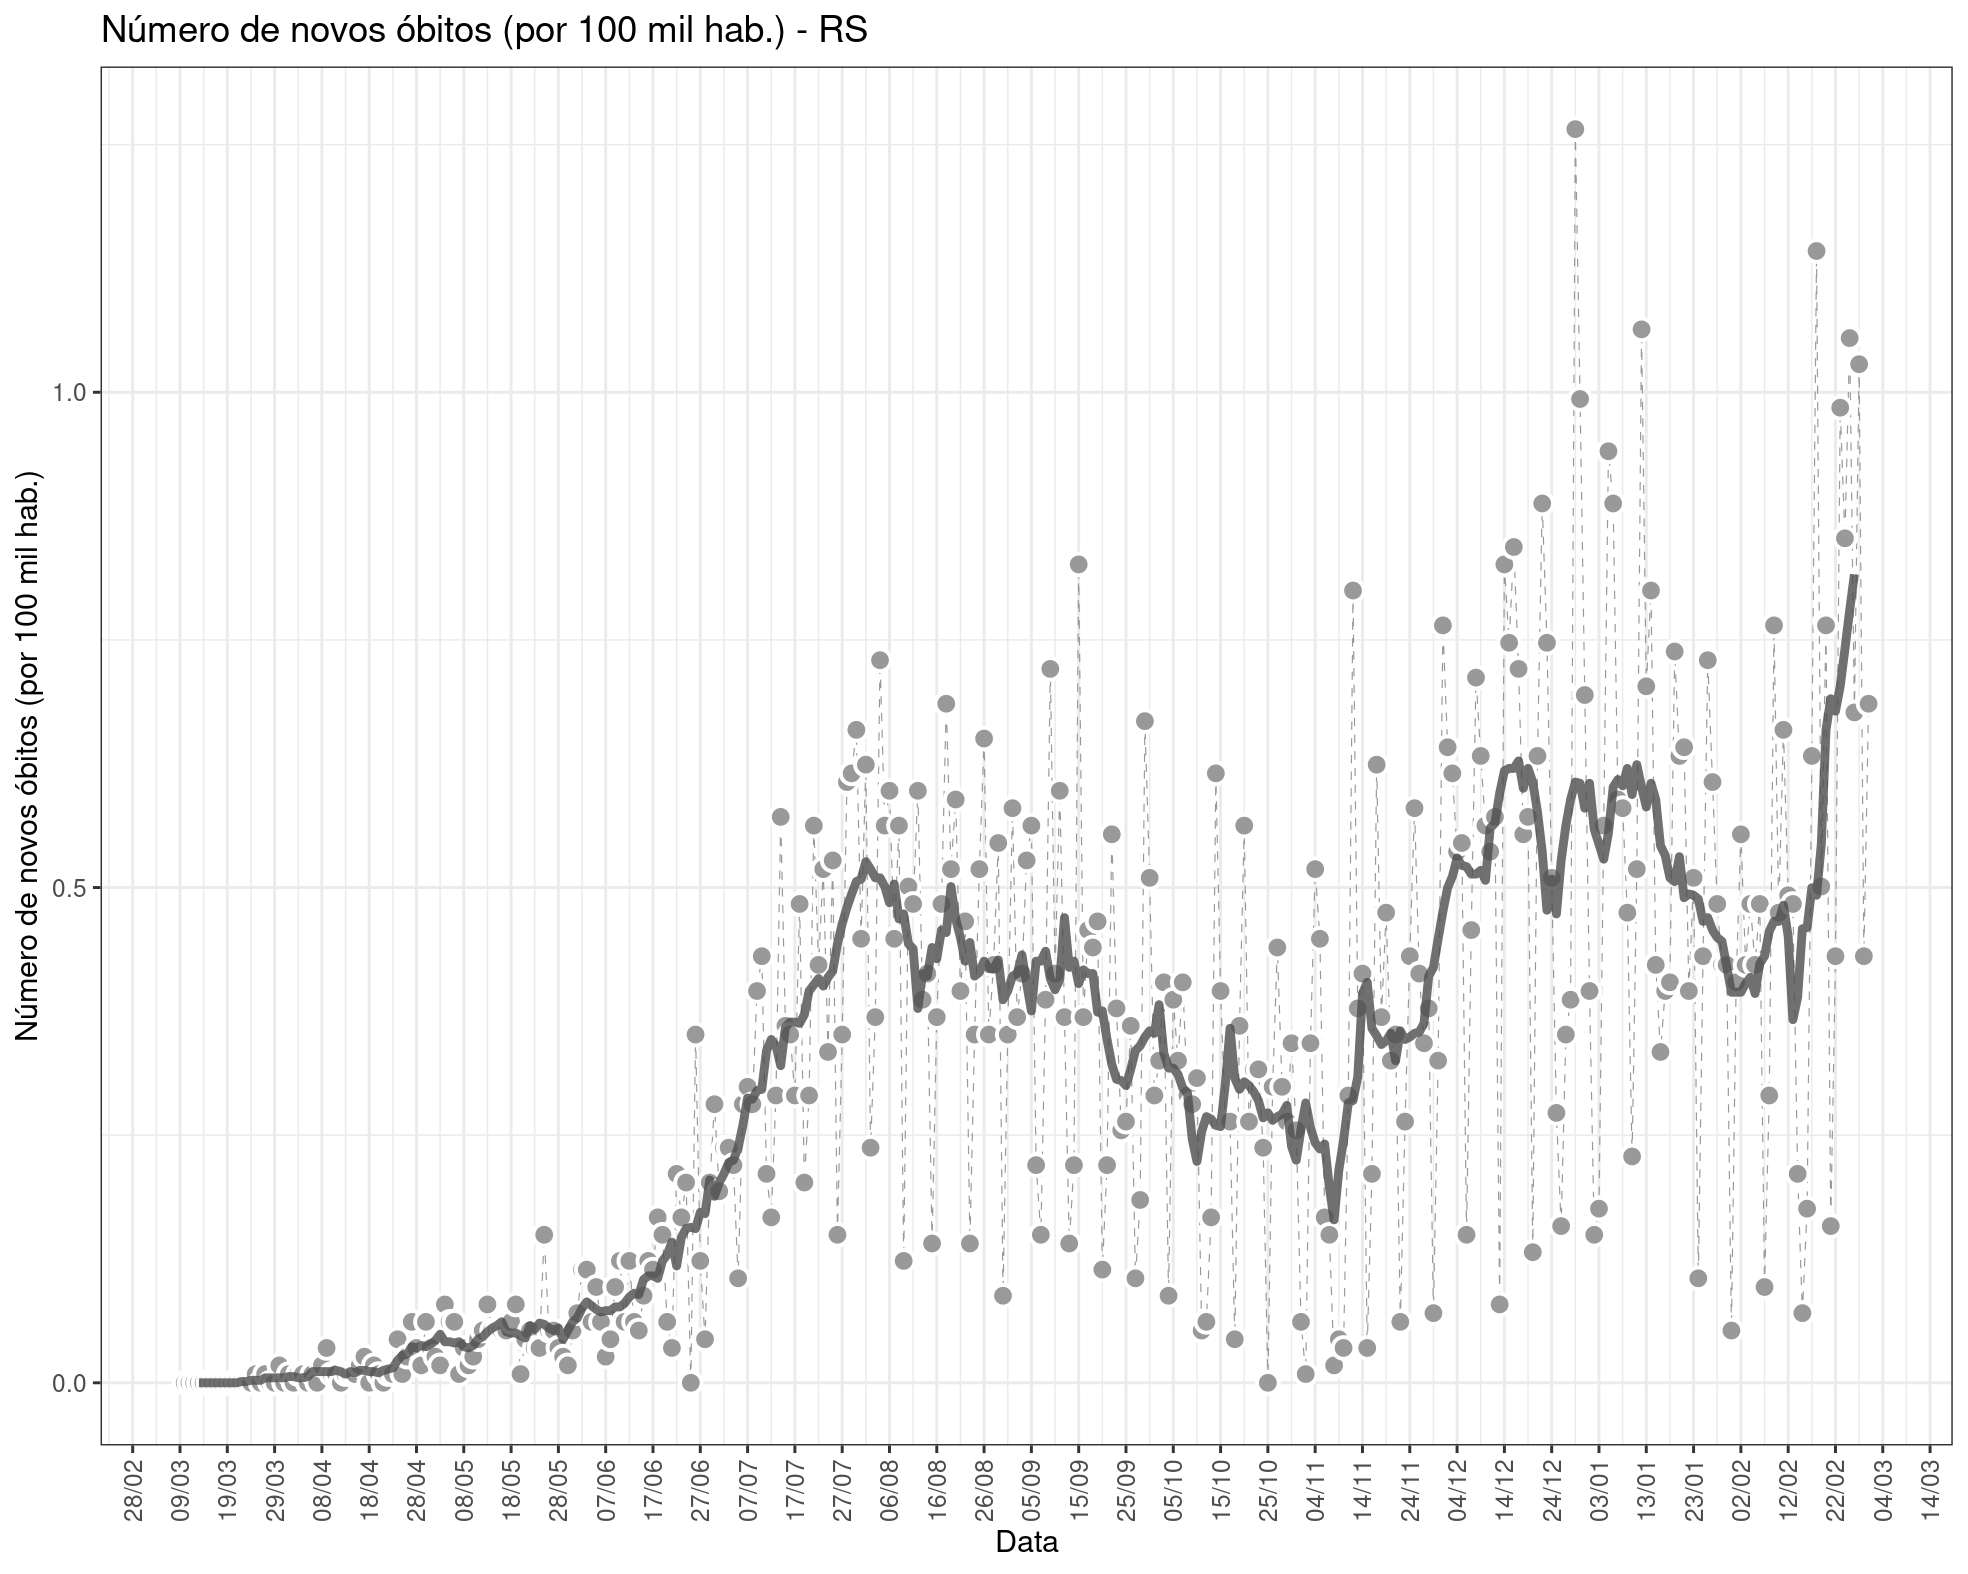 Número de novos óbitos (por 100 mil hab.) - RS
Número de novos óbitos (por 100 mil hab.)
1.0
0.5
0.0
28/02 09/03 19/03 29/03 08/04 18/04 28/04 08/05 18/05 28/05 07/06 17/06 27/06 07/07 17/07 27/07 06/08 16/08 26/08 05/09 15/09 25/09 05/10 15/10 25/10 04/11 14/11 24/11 04/12 14/12 24/12 03/01 13/01 23/01 02/02 12/02 22/02 04/03 14/03
Data